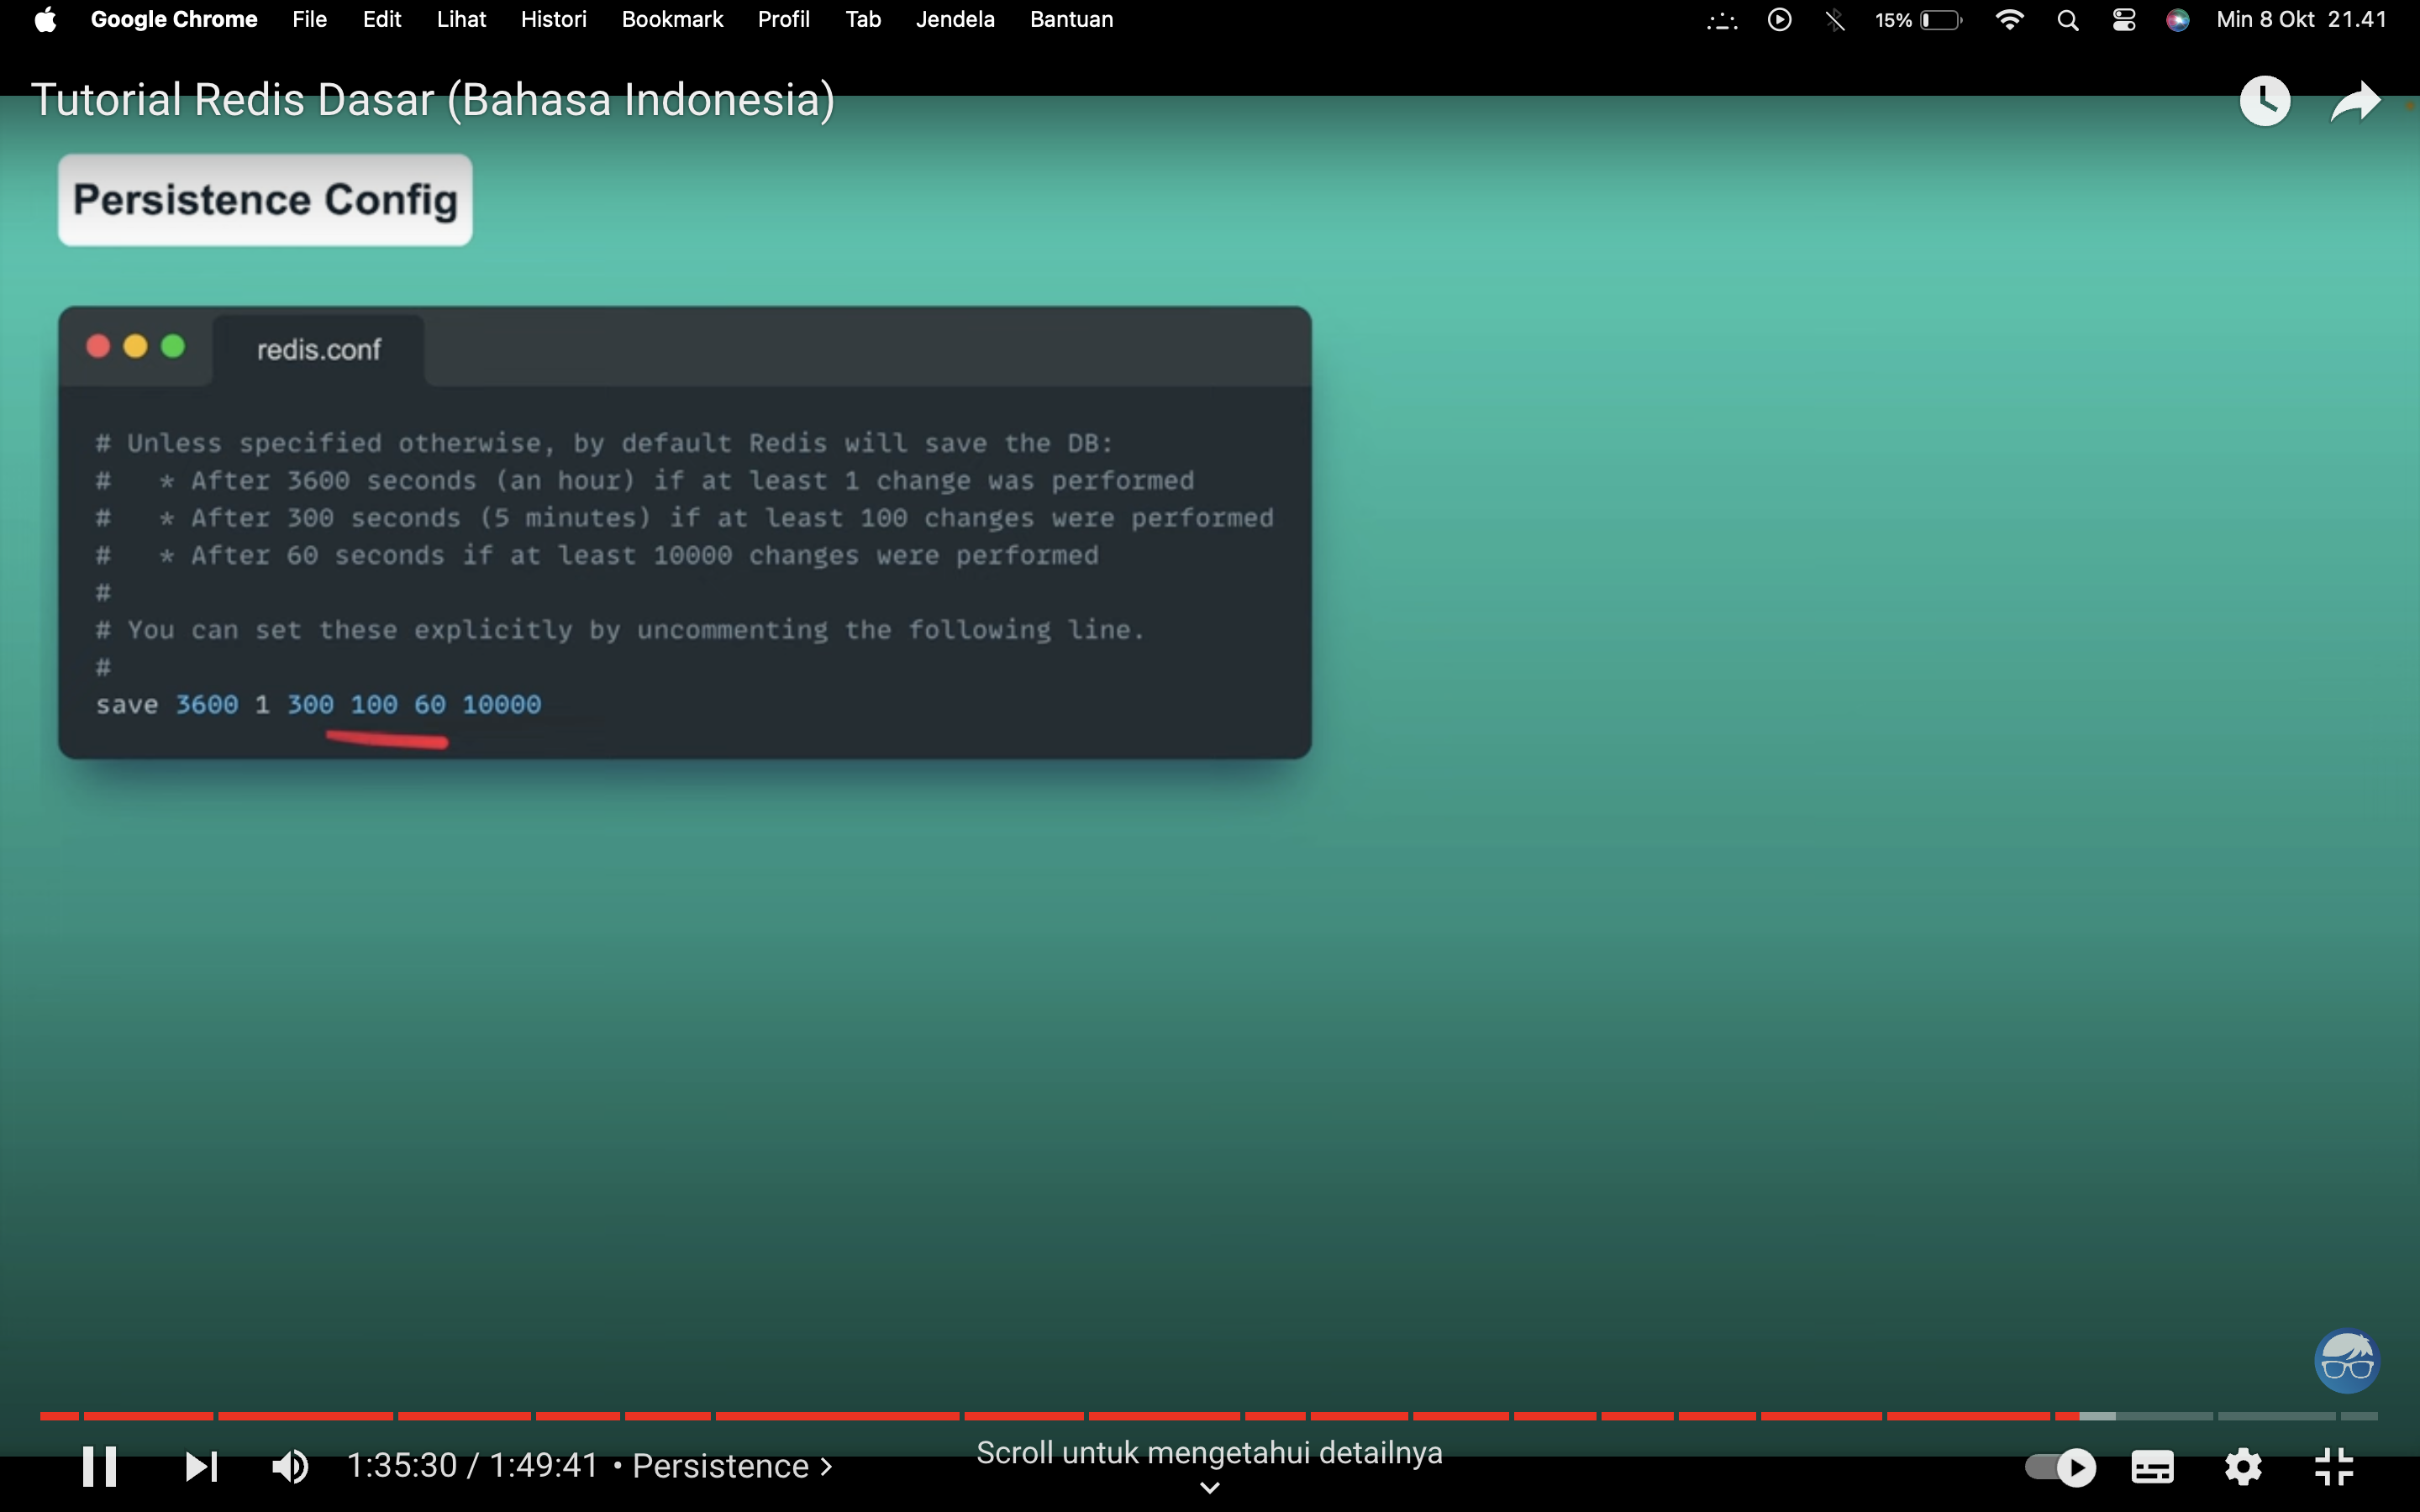 Google Chrome File Edit Lihat Histori Bookmark Profil Tab Jendela Bantuan 15% Min 8 Okt 21.41
Tutorial Redis Dasar (Bahasa Indonesia)
Persistence Config
redis.conf
# Unless specified otherwise, by default Redis will save the DB:
#   * After 3600 seconds (an hour) if at least 1 change was performed
#   * After 300 seconds (5 minutes) if at least 100 changes were performed
#   * After 60 seconds if at least 10000 changes were performed
#
# You can set these explicitly by uncommenting the following line.
#
save 3600 1 300 100 60 10000
1:35:30 / 1:49:41 • Persistence >
Scroll untuk mengetahui detailnya